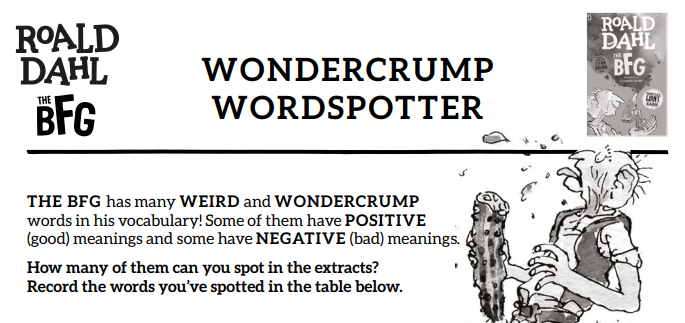 ROALD
DAHL
THE
BFG
WONDERCRUMP
WORDSPOTTER
ROALD
DAHL
THE
BFG
THE BFG has many WEIRD and WONDERCRUMP
words in his vocabulary! Some of them have POSITIVE
(good) meanings and some have NEGATIVE (bad) meanings.
How many of them can you spot in the extracts?
Record the words you’ve spotted in the table below.